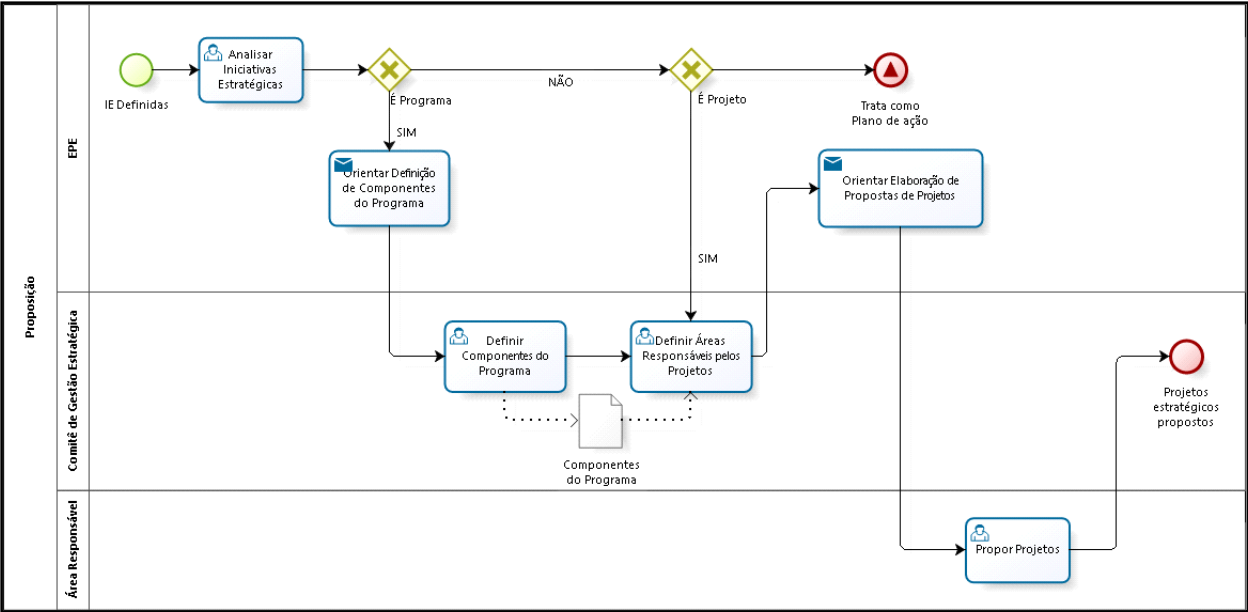 Proposição
EPE
IE Definidas
Analisar
Iniciativas
Estratégicas
É Programa
NÃO
SIM
É Projeto
SIM
Trata como
Plano de ação
Orientar Definição
de Componentes
do Programa
Orientar Elaboração de
Propostas de Projetos
Comitê de Gestão Estratégica
Definir
Componentes do
Programa
Definir Áreas
Responsáveis pelos
Projetos
Componentes
do Programa
Projetos
estratégicos
propostos
Área Responsável
Propor Projetos